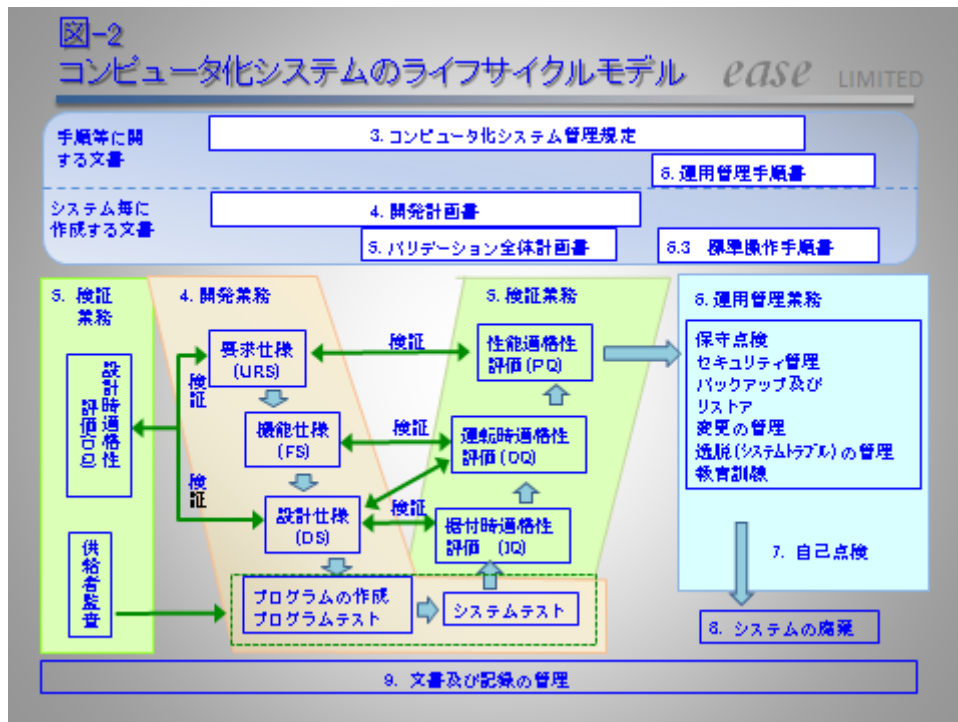 図-2
コンピュータ化システムのライフサイクルモデル
ease LIMITED
手順等に関
する文書
3. コンピュータ化システム管理規定
6. 運用管理手順書
システム毎に
作成する文書
4. 開発計画書
5. バリデーション全体計画書
6.3 標準操作手順書
5. 検証
業務
4. 開発業務
5. 検証業務
6. 運用管理業務
設計時適格性
評価(DQ)
供給者監査
検証
検証
要求仕様
(URS)
機能仕様
(FS)
設計仕様
(DS)
プログラムの作成
プログラムテスト
システムテスト
検証
検証
検証
性能適格性
評価(PQ)
運転時適格性
評価(OQ)
据付時適格性
評価 (IQ)
保守点検
セキュリティ管理
バックアップ及び
リストア
変更の管理
逸脱(システムトラブル)の管理
教育訓練
7. 自己点検
8. システムの廃棄
9. 文書及び記録の管理